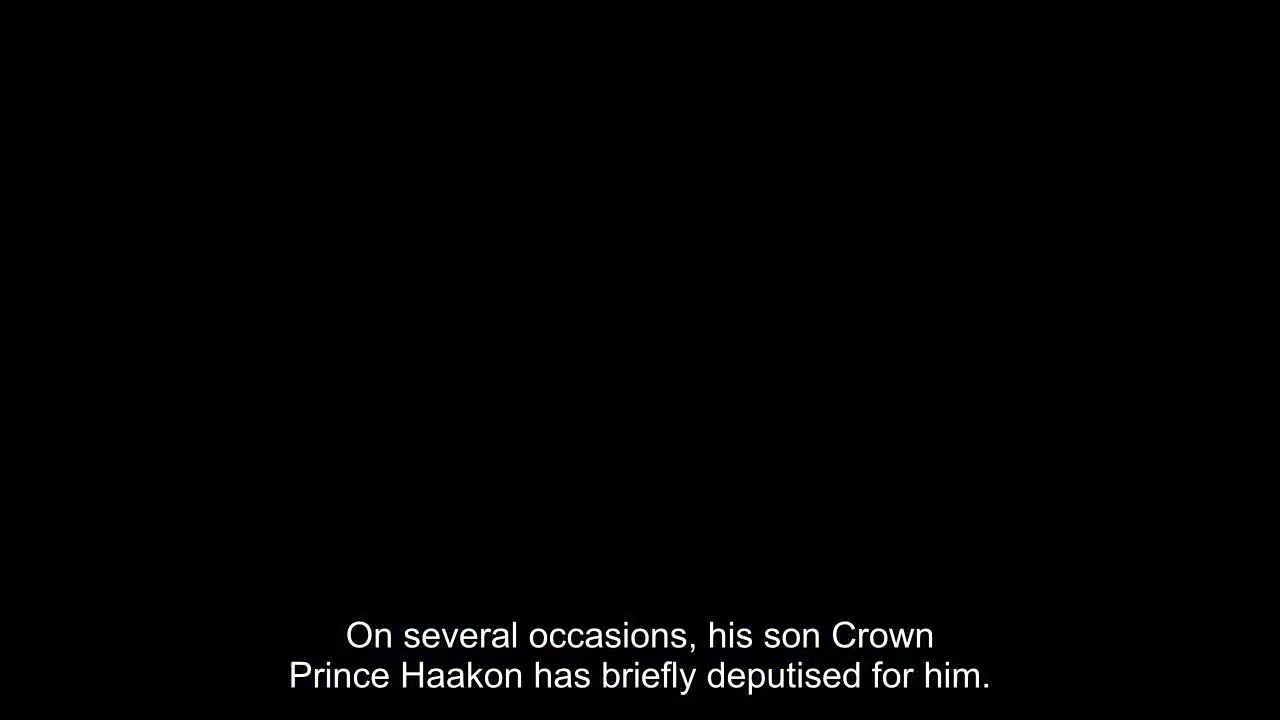 On several occasions, his son Crown
Prince Haakon has briefly deputised for him.